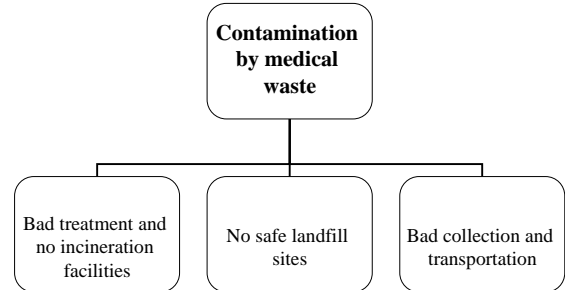 Contamination
by medical
waste
Bad treatment and
no incineration
facilities
No safe landfill
sites
Bad collection and
transportation